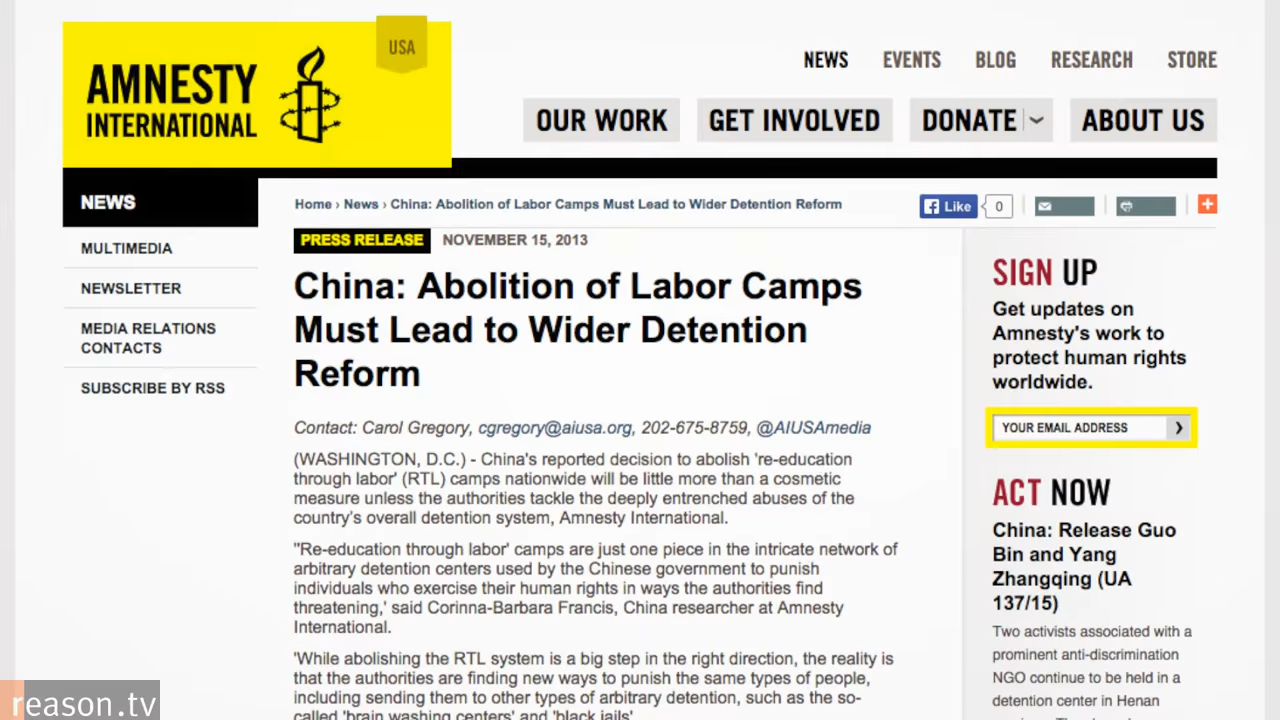 USA
AMNESTY
INTERNATIONAL
NEWS EVENTS BLOG RESEARCH STORE
OUR WORK GET INVOLVED DONATE ABOUT US
NEWS
MULTIMEDIA
NEWSLETTER
MEDIA RELATIONS
CONTACTS
SUBSCRIBE BY RSS
Home › News › China: Abolition of Labor Camps Must Lead to Wider Detention Reform
Like 0
PRESS RELEASE NOVEMBER 15, 2013
China: Abolition of Labor Camps
Must Lead to Wider Detention
Reform
Contact: Carol Gregory, cgregory@aiusa.org, 202-675-8759, @AIUSAmedia
(WASHINGTON, D.C.) - China's reported decision to abolish 're-education
through labor' (RTL) camps nationwide will be little more than a cosmetic
measure unless the authorities tackle the deeply entrenched abuses of the
country's overall detention system, Amnesty International.
"Re-education through labor' camps are just one piece in the intricate network of
arbitrary detention centers used by the Chinese government to punish
individuals who exercise their human rights in ways the authorities find
threatening,' said Corinna-Barbara Francis, China researcher at Amnesty
International.
'While abolishing the RTL system is a big step in the right direction, the reality is
that the authorities are finding new ways to punish the same types of people,
including sending them to other types of arbitrary detention, such as the so-
called 'brain washing centers' and 'black jails'.
SIGN UP
Get updates on
Amnesty's work to
protect human rights
worldwide.
YOUR EMAIL ADDRESS
ACT NOW
China: Release Guo
Bin and Yang
Zhangqing (UA
137/15)
Two activists associated with a
prominent anti-discrimination
NGO continue to be held in a
detention center in Henan
reason.tv